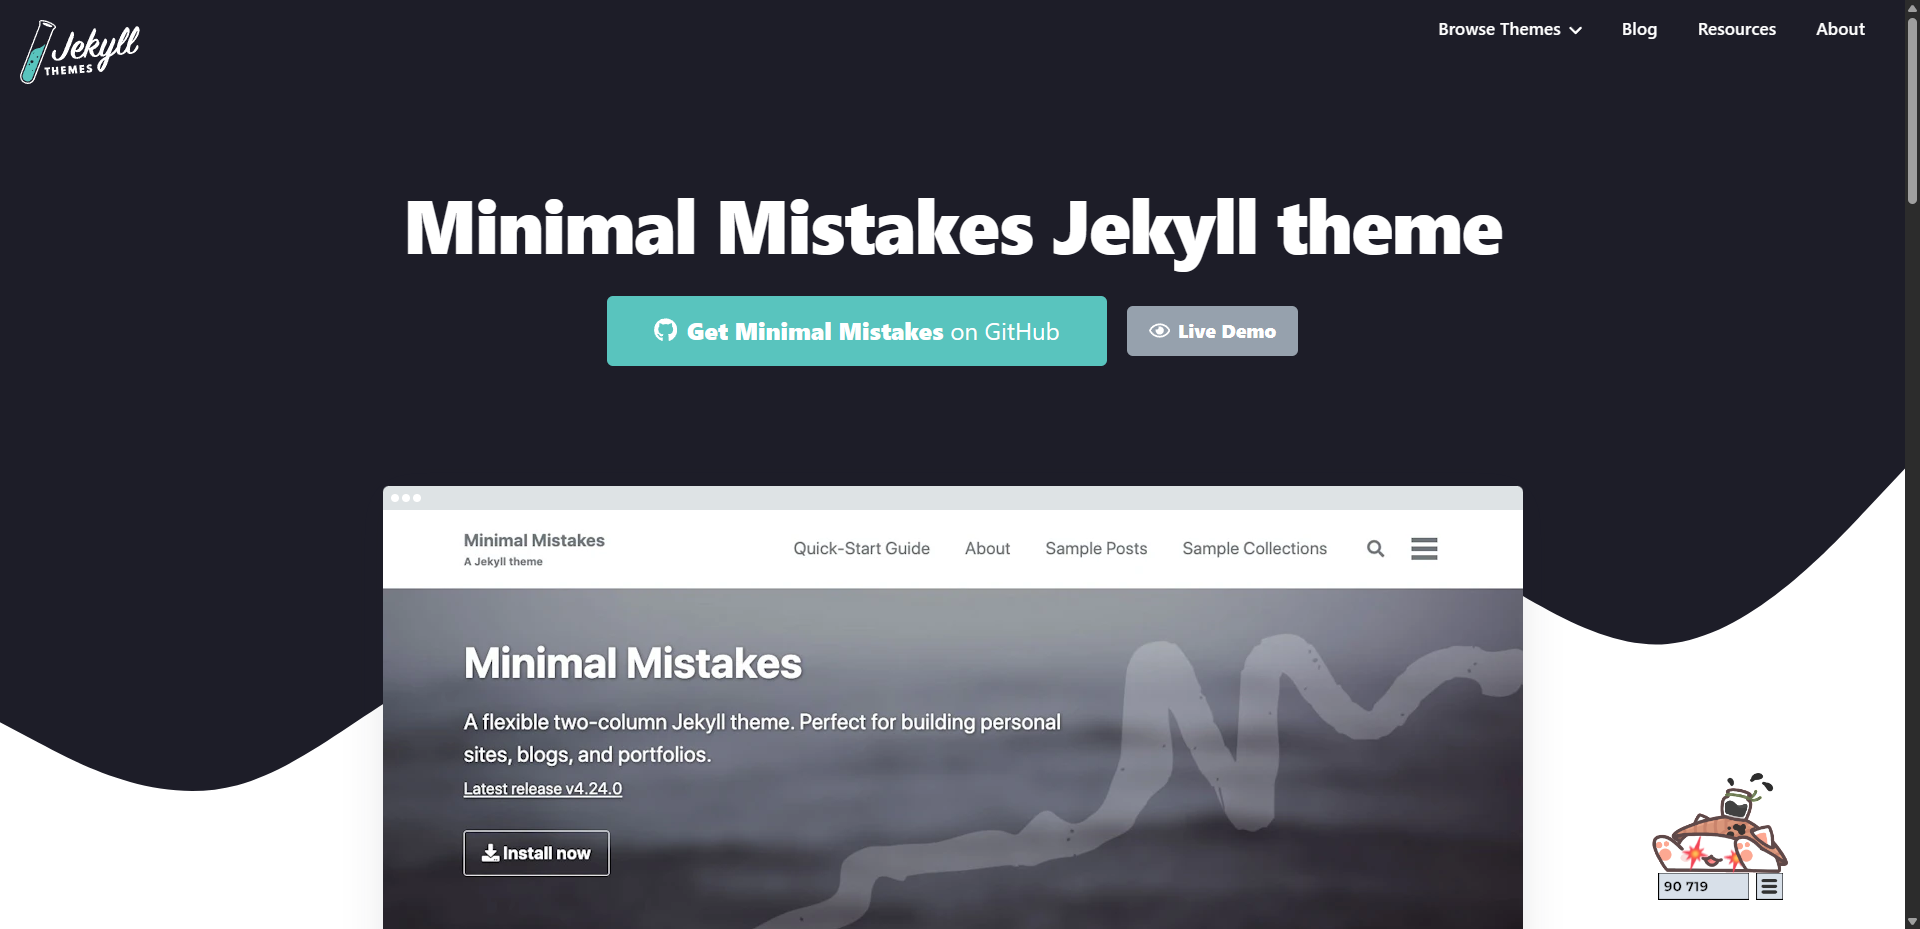 Jekyll
THEMES
Browse Themes
Blog
Resources
About
Minimal Mistakes Jekyll theme
Get Minimal Mistakes on GitHub
Live Demo
Minimal Mistakes
A Jekyll theme
Quick-Start Guide
About
Sample Posts
Sample Collections
Minimal Mistakes
A flexible two-column Jekyll theme. Perfect for building personal
sites, blogs, and portfolios.
Latest release v4.24.0
Install now
90 719